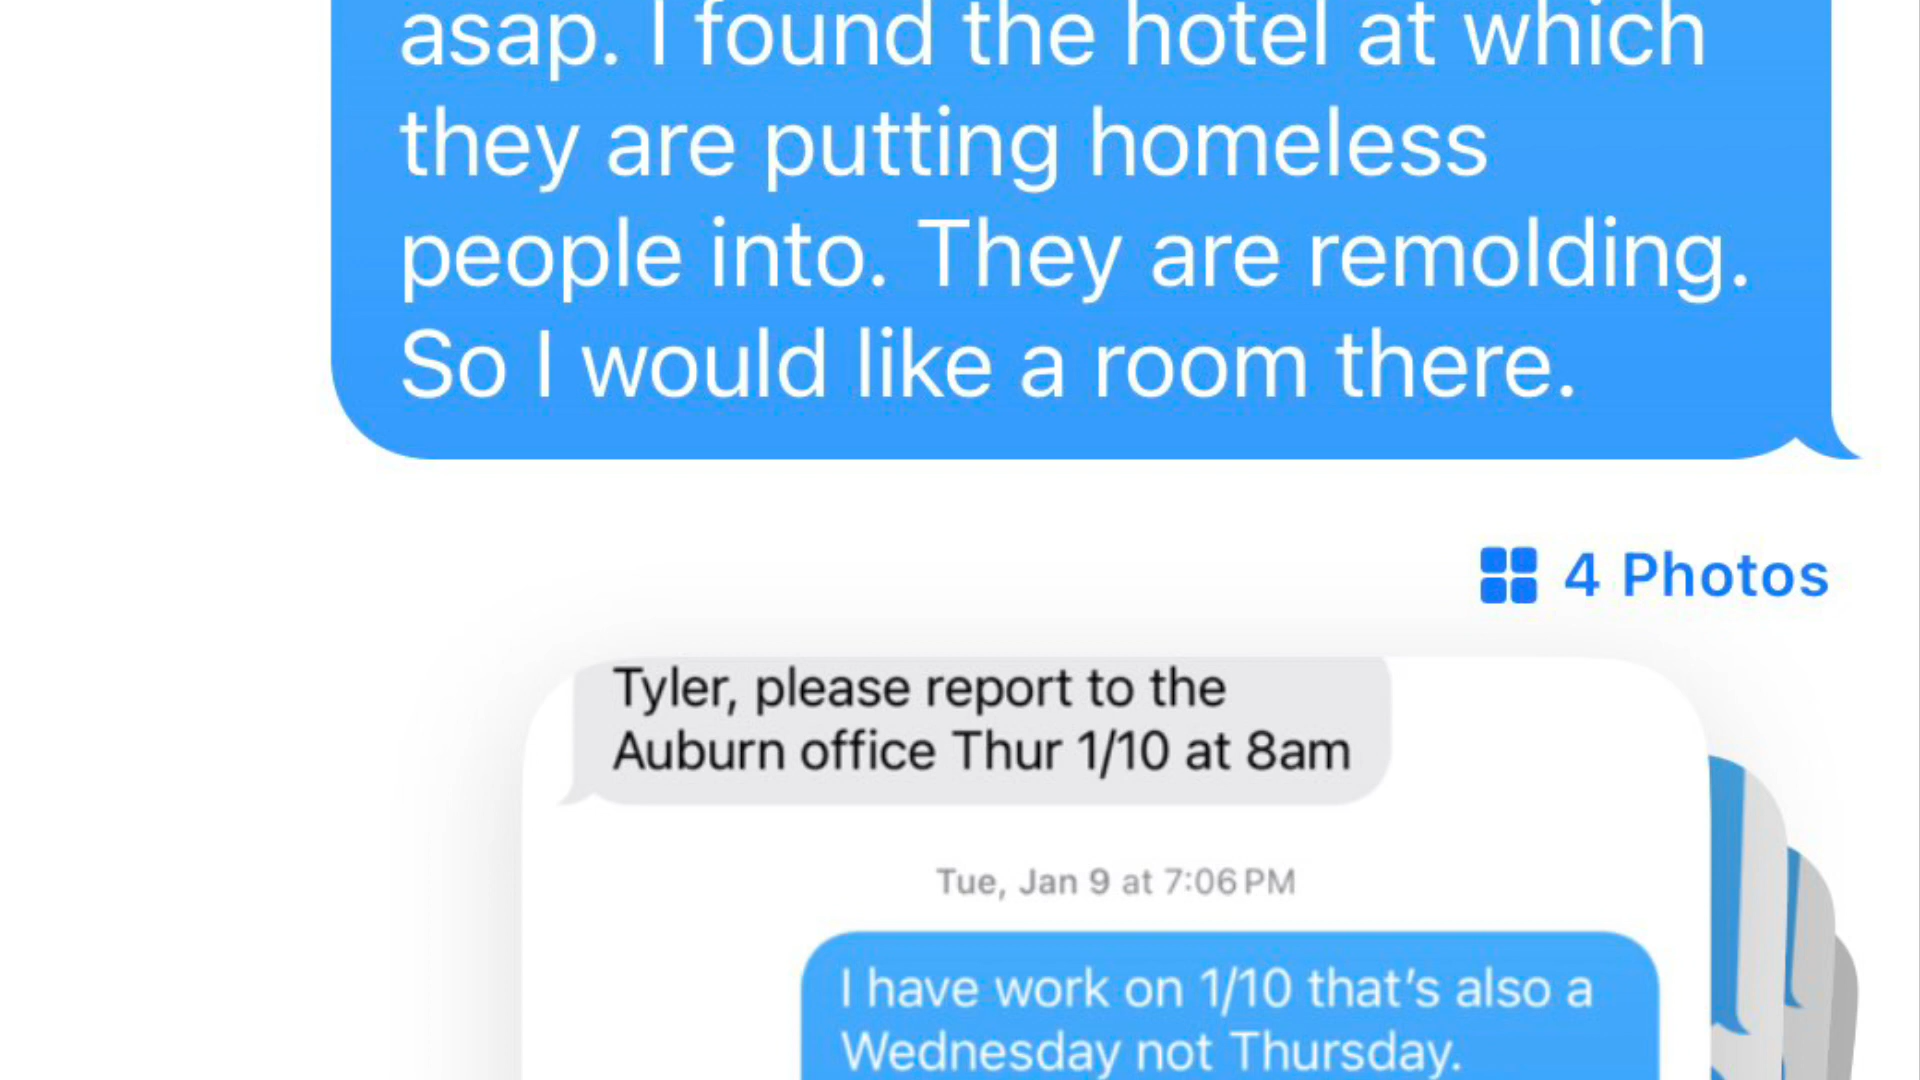 asap. I found the hotel at which
they are putting homeless
people into. They are remolding.
So I would like a room there.
4 Photos
Tyler, please report to the
Auburn office Thur 1/10 at 8am
Tue, Jan 9 at 7:06 PM
I have work on 1/10 that's also a
Wednesday not Thursday.